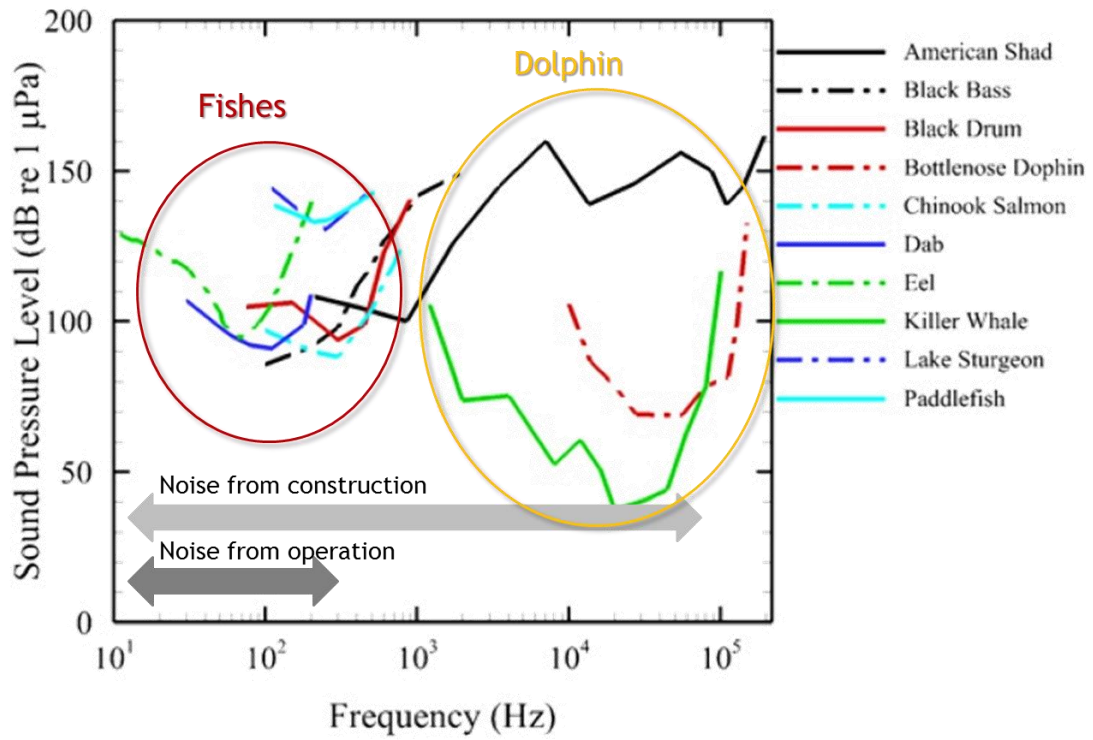 200
150
100
50
0
Sound Pressure Level (dB re 1 µPa)
Fishes
Dolphin
Noise from construction
Noise from operation
10¹
10²
10³
10⁴
10⁵
Frequency (Hz)
American Shad
Black Bass
Black Drum
Bottlenose Dophin
Chinook Salmon
Dab
Eel
Killer Whale
Lake Sturgeon
Paddlefish